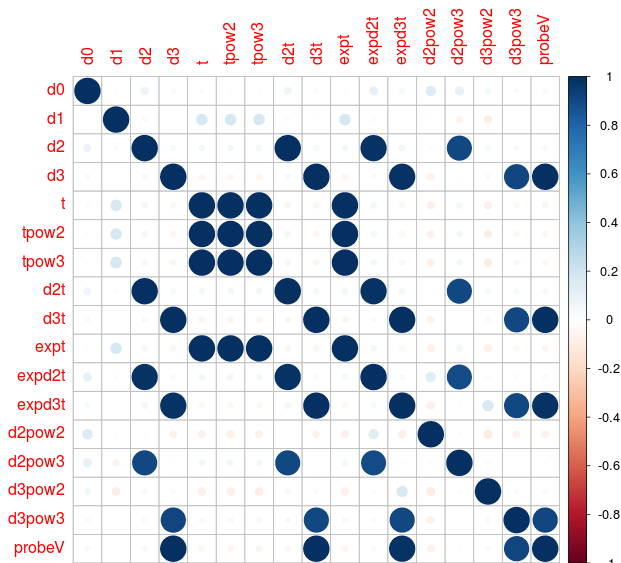 d0 d1 d2 d3 t tpow2 tpow3 d2t d3t expt expd2t expd3t d2pow2 d2pow3 d3pow2 d3pow3 probeV
d0
d1
d2
d3
t
tpow2
tpow3
d2t
d3t
expt
expd2t
expd3t
d2pow2
d2pow3
d3pow2
d3pow3
probeV
1
0.8
0.6
0.4
0.2
0
-0.2
-0.4
-0.6
-0.8
-1